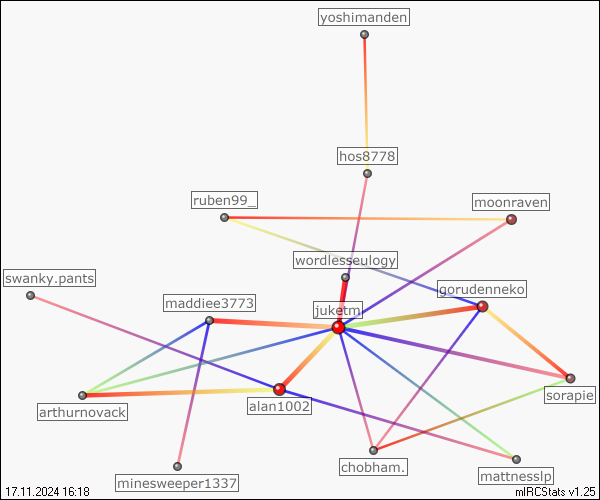 yoshimanden
hos8778
ruben99_
moonraven
wordlesseulogy
swanky.pants
gorudenneko
maddiee3773
juketm
sorapie
alan1002
arthurnovack
chobham.
mattnesslp
minesweeper1337
17.11.2024 16:18
mIRCStats v1.25